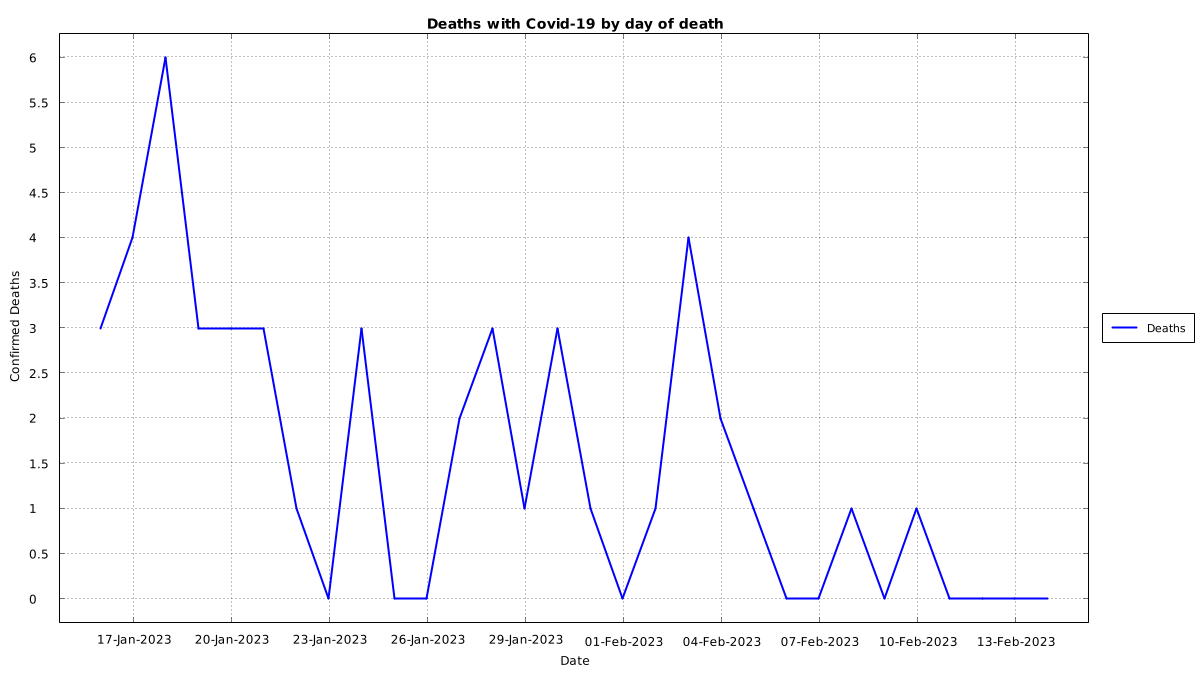 Deaths with Covid-19 by day of death
6
5.5
5
4.5
4
3.5
3
2.5
2
1.5
1
0.5
0
Confirmed Deaths
Deaths
17-Jan-2023 20-Jan-2023 23-Jan-2023 26-Jan-2023 29-Jan-2023 01-Feb-2023 04-Feb-2023 07-Feb-2023 10-Feb-2023 13-Feb-2023
Date